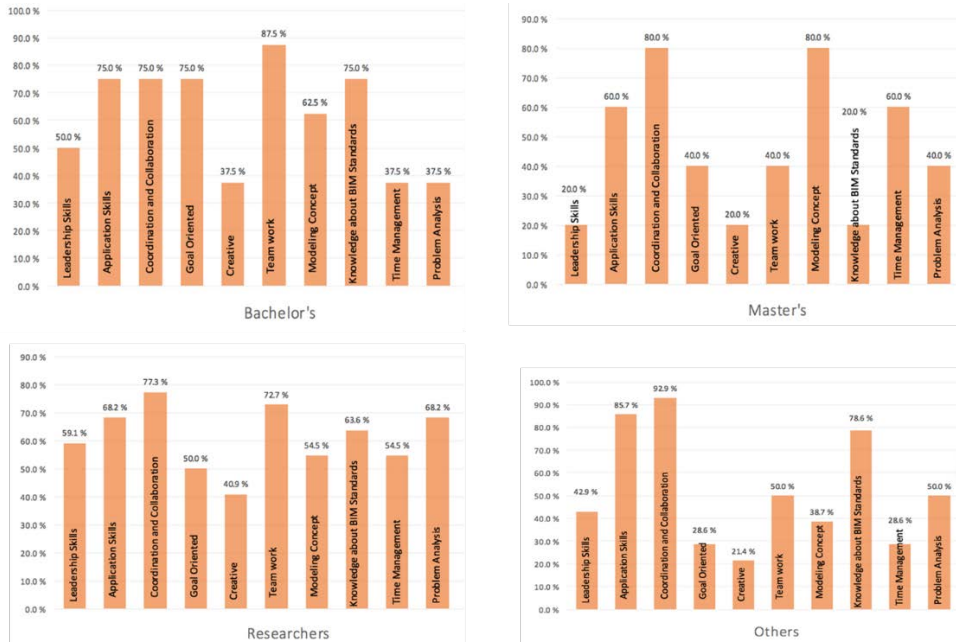 100.0 %
90.0 %
80.0 %
70.0 %
60.0 %
50.0 %
40.0 %
30.0 %
20.0 %
10.0 %
0.0 %
50.0 %
75.0 %
75.0 %
75.0 %
37.5 %
87.5 %
62.5 %
75.0 %
37.5 %
37.5 %
Leadership Skills
Application Skills
Coordination and Collaboration
Goal Oriented
Creative
Team work
Modeling Concept
Knowledge about BIM Standards
Time Management
Problem Analysis
Bachelor's
90.0 %
80.0 %
70.0 %
60.0 %
50.0 %
40.0 %
30.0 %
20.0 %
10.0 %
0.0 %
20.0 %
60.0 %
80.0 %
40.0 %
20.0 %
40.0 %
80.0 %
20.0 %
60.0 %
40.0 %
Leadership Skills
Application Skills
Coordination and Collaboration
Goal Oriented
Creative
Team work
Modeling Concept
Knowledge about BIM Standards
Time Management
Problem Analysis
Master's
90.0 %
80.0 %
70.0 %
60.0 %
50.0 %
40.0 %
30.0 %
20.0 %
10.0 %
0.0 %
59.1 %
68.2 %
77.3 %
50.0 %
40.9 %
72.7 %
54.5 %
63.6 %
54.5 %
68.2 %
Leadership Skills
Application Skills
Coordination and Collaboration
Goal Oriented
Creative
Team work
Modeling Concept
Knowledge about BIM Standards
Time Management
Problem Analysis
Researchers
100.0 %
90.0 %
80.0 %
70.0 %
60.0 %
50.0 %
40.0 %
30.0 %
20.0 %
10.0 %
0.0 %
42.9 %
85.7 %
92.9 %
28.6 %
21.4 %
50.0 %
38.7 %
78.6 %
28.6 %
50.0 %
Leadership Skills
Application Skills
Coordination and Collaboration
Goal Oriented
Creative
Team work
Modeling Concept
Knowledge about BIM Standards
Time Management
Problem Analysis
Others